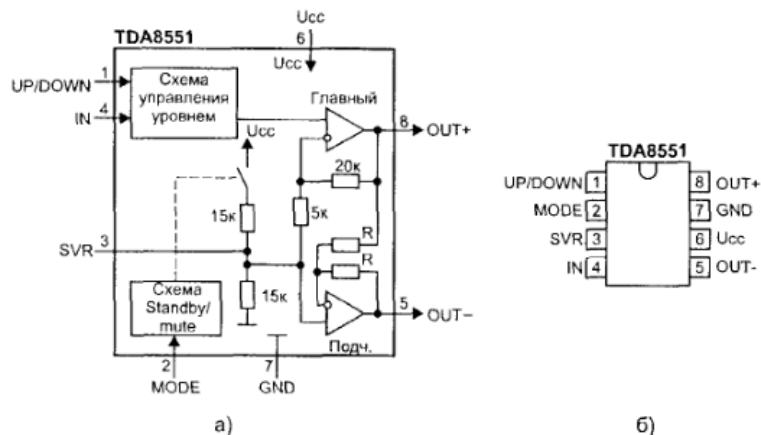 Ucc
TDA8551
6
Ucc
1
UP/DOWN
Схема
управления
уровнем
Главный
4
IN
8
OUT+
Ucc
20к
5к
15к
R
3
SVR
R
15к
5
OUT−
Схема
Standby/
mute
Подч.
2
7
MODE
GND
а)
TDA8551
UP/DOWN 1
8 OUT+
MODE 2
7 GND
SVR 3
6 Ucc
IN 4
5 OUT-
б)